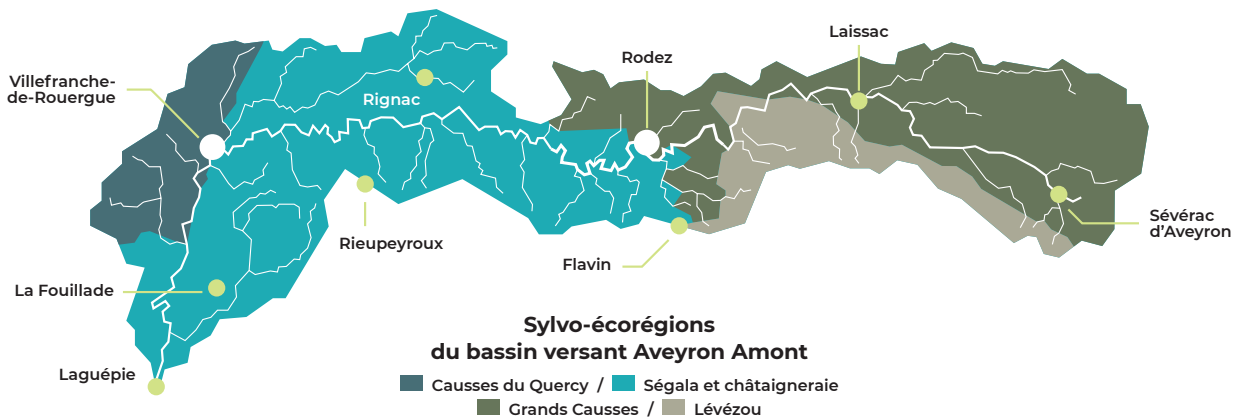 Laissac
Rodez
Villefranche-
de-Rouergue
Rignac
Sévérac
d'Aveyron
Rieupeyroux
Flavin
La Fouillade
Laguépie
Sylvo-écorégions
du bassin versant Aveyron Amont
Causses du Quercy / Ségala et châtaigneraie
Grands Causses / Lévézou